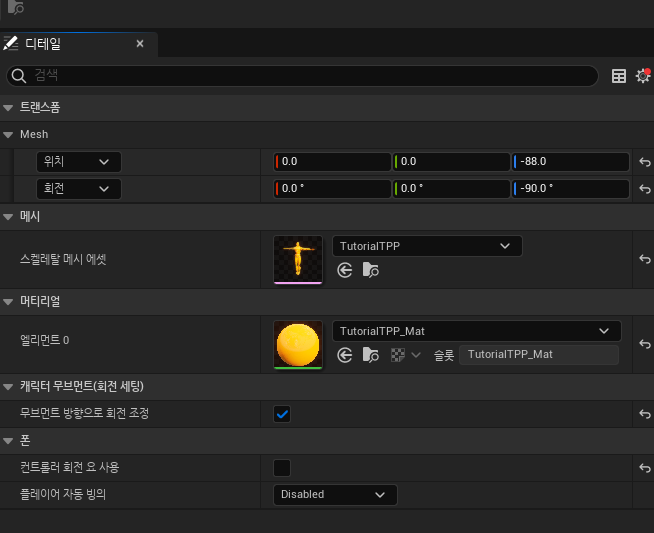 디테일
검색
트랜스폼
Mesh
위치 0.0 0.0 -88.0
회전 0.0 ° 0.0 ° -90.0 °
메시
스켈레탈 메시 에셋 TutorialTPP
머티리얼
엘리먼트 0 TutorialTPP_Mat
슬롯 TutorialTPP_Mat
캐릭터 무브먼트(회전 세팅)
무브먼트 방향으로 회전 조정
폰
컨트롤러 회전 요 사용
플레이어 자동 빙의 Disabled